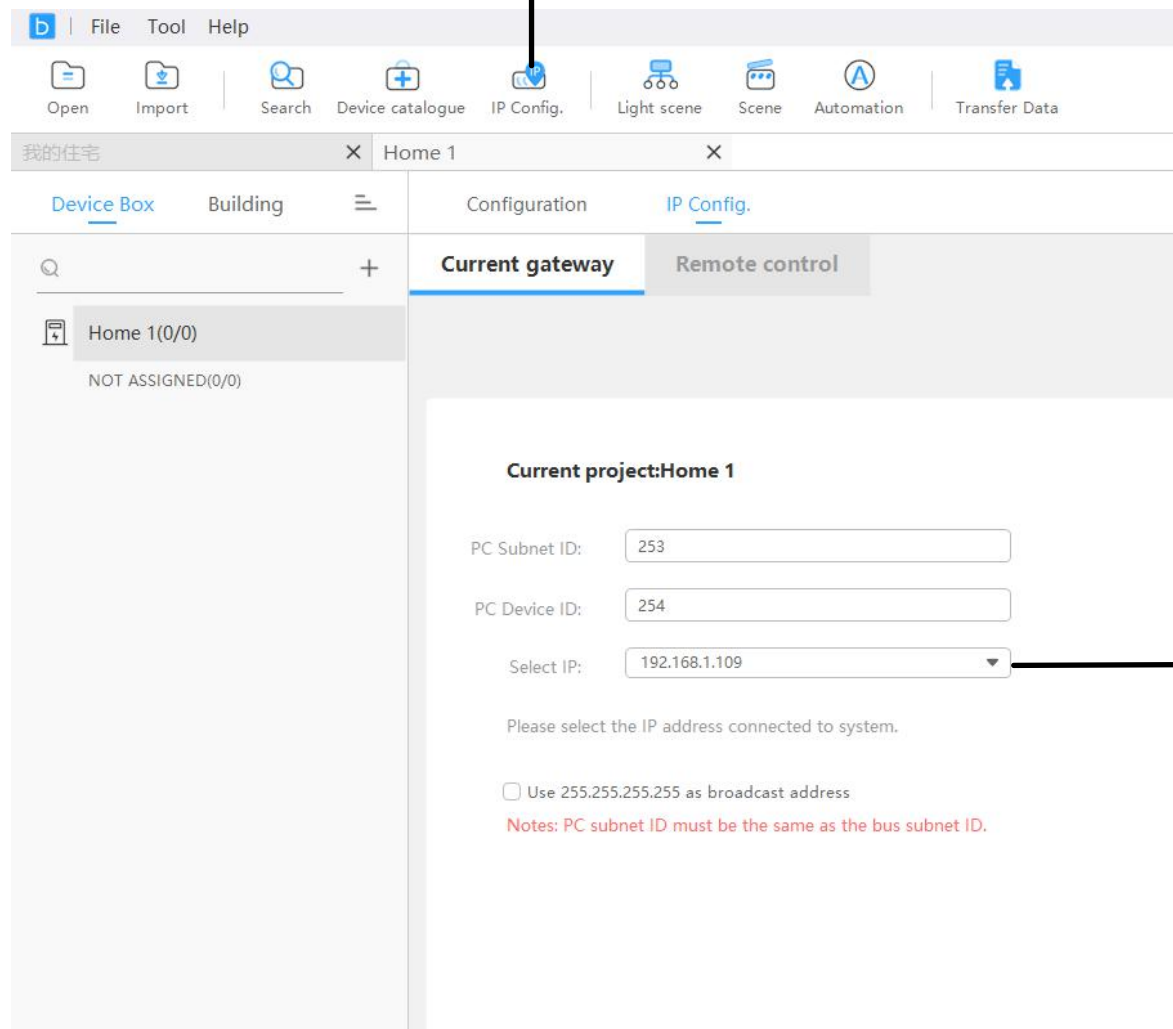 b File Tool Help
Open Import Search Device catalogue IP Config. Light scene Scene Automation Transfer Data
我的住宅 Home 1
Device Box Building Configuration IP Config.
Current gateway Remote control
Home 1(0/0)
NOT ASSIGNED(0/0)
Current project:Home 1
PC Subnet ID: 253
PC Device ID: 254
Select IP: 192.168.1.109
Please select the IP address connected to system.
Use 255.255.255.255 as broadcast address
Notes: PC subnet ID must be the same as the bus subnet ID.